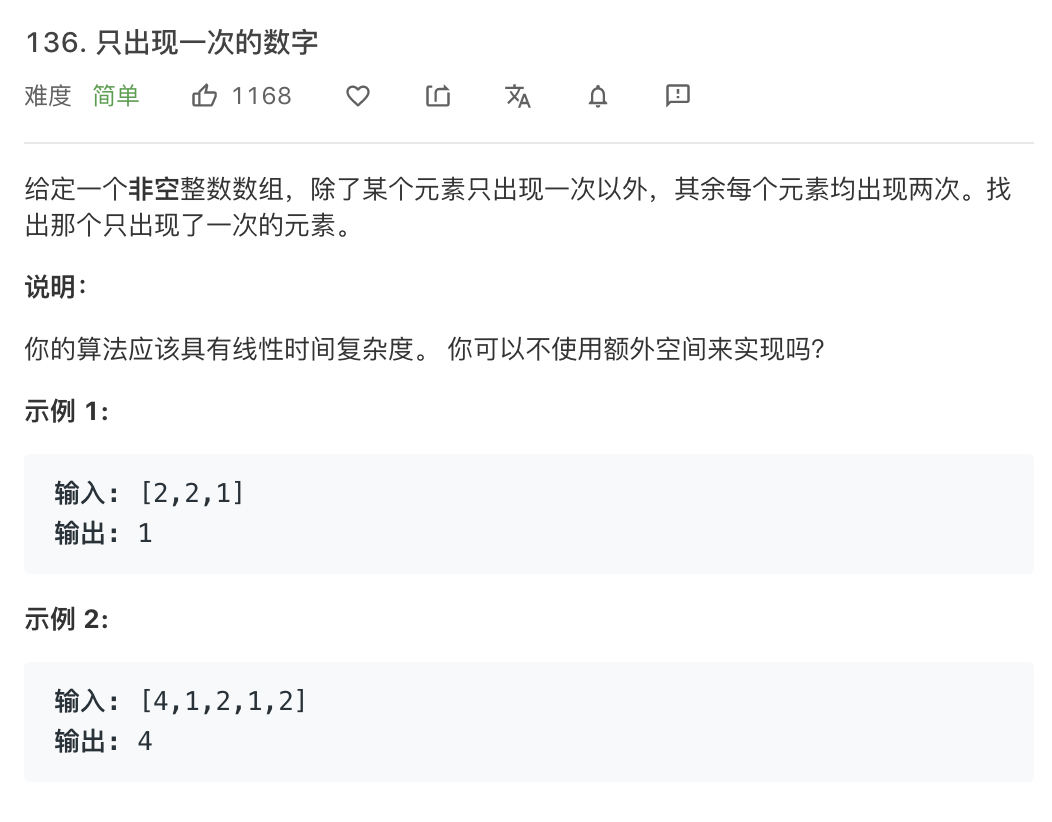 136. 只出现一次的数字
难度 简单 1168
给定一个非空整数数组，除了某个元素只出现一次以外，其余每个元素均出现两次。找
出那个只出现了一次的元素。
说明：
你的算法应该具有线性时间复杂度。 你可以不使用额外空间来实现吗？
示例 1:
输入: [2,2,1]
输出: 1
示例 2:
输入: [4,1,2,1,2]
输出: 4